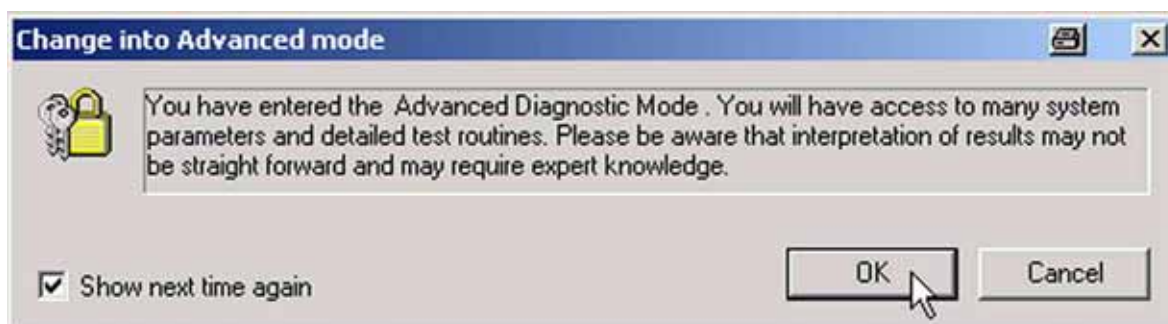 Change into Advanced mode
You have entered the Advanced Diagnostic Mode . You will have access to many system
parameters and detailed test routines. Please be aware that interpretation of results may not
be straight forward and may require expert knowledge.
Show next time again
OK
Cancel